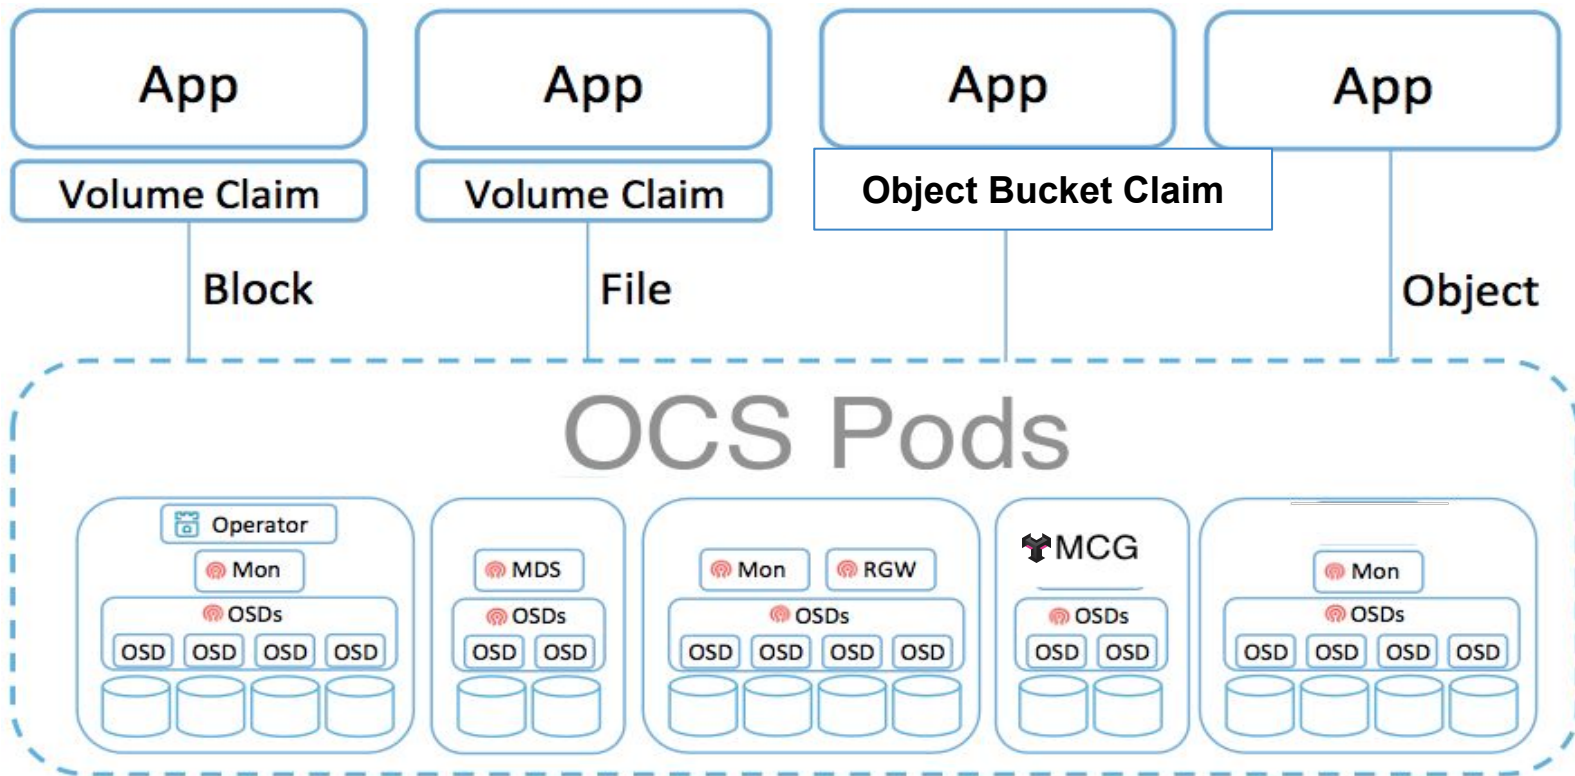 App
App
App
App
Volume Claim
Volume Claim
Object Bucket Claim
Block
File
Object
OCS Pods
Operator
Mon
OSDs
OSD OSD OSD OSD
MDS
OSDs
OSD OSD
Mon RGW
OSDs
OSD OSD OSD OSD
MCG
OSDs
OSD OSD
Mon
OSDs
OSD OSD OSD OSD